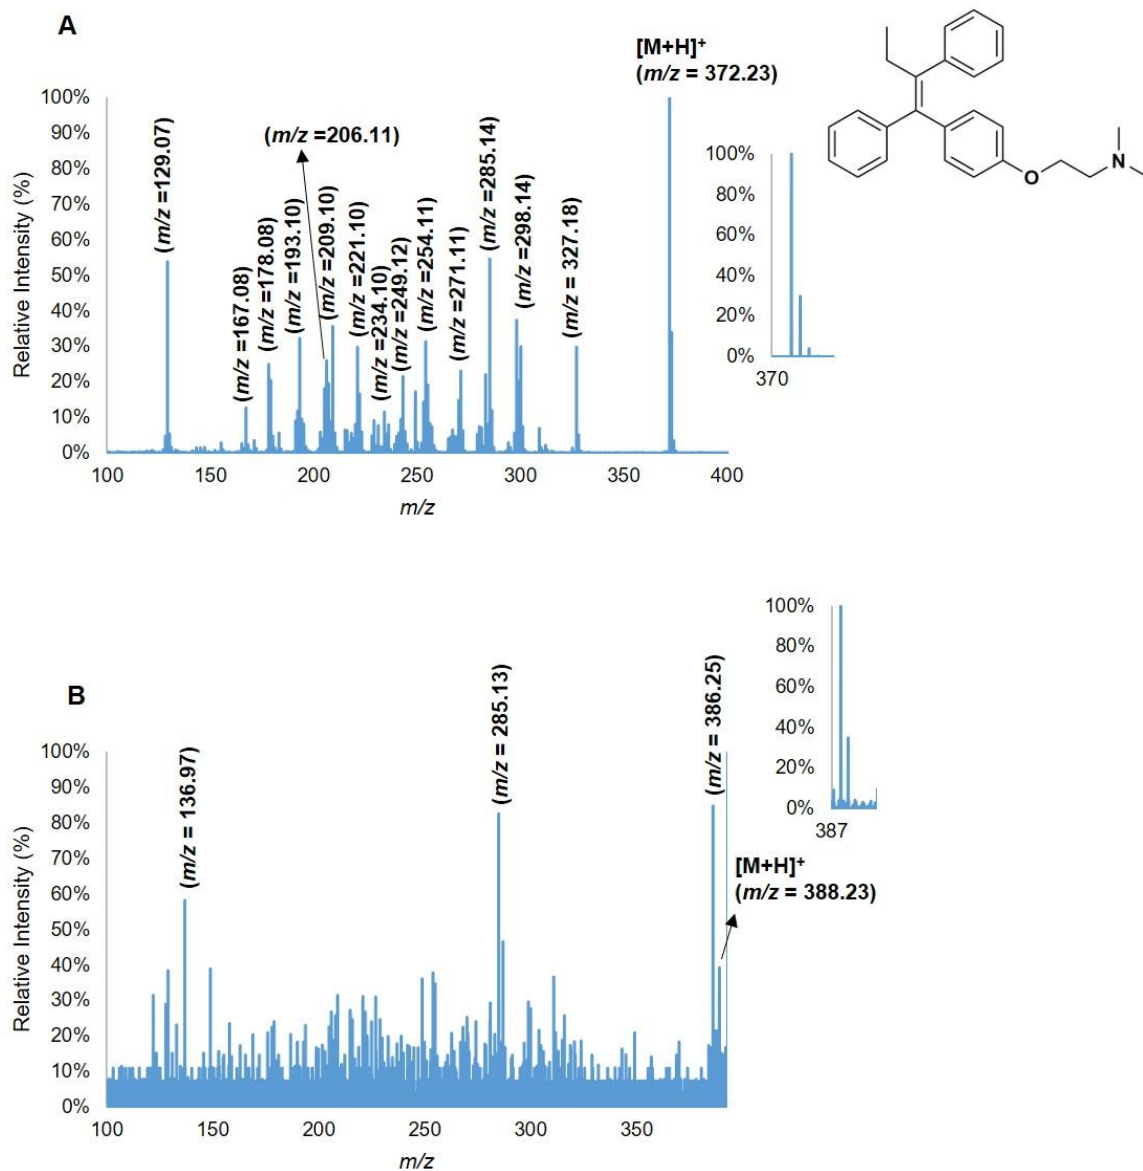 A
[M+H]+
(m/z = 372.23)
Relative Intensity (%)
100%
90%
80%
70%
60%
50%
40%
30%
20%
10%
0%
(m/z =129.07)
(m/z =167.08)
(m/z =178.08)
(m/z =193.10)
(m/z =206.11)
(m/z =209.10)
(m/z =221.10)
(m/z =234.10)
(m/z =249.12)
(m/z =254.11)
(m/z =271.11)
(m/z =285.14)
(m/z =298.14)
(m/z = 327.18)
100 150 200 250 300 350 400
m/z
100%
80%
60%
40%
20%
0%
370
O
N
B
Relative Intensity (%)
100%
90%
80%
70%
60%
50%
40%
30%
20%
10%
0%
(m/z = 136.97)
(m/z = 285.13)
(m/z = 386.25)
[M+H]+
(m/z = 388.23)
100 150 200 250 300 350
m/z
100%
80%
60%
40%
20%
0%
387